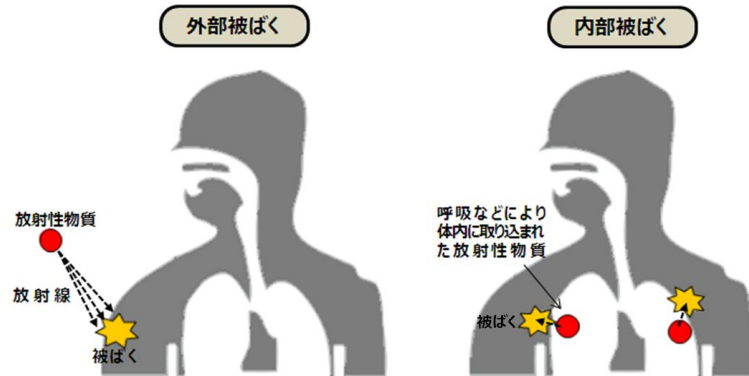 外部被ばく
放射性物質
放射線
被ばく
内部被ばく
呼吸などにより
体内に取り込まれ
た放射性物質
被ばく